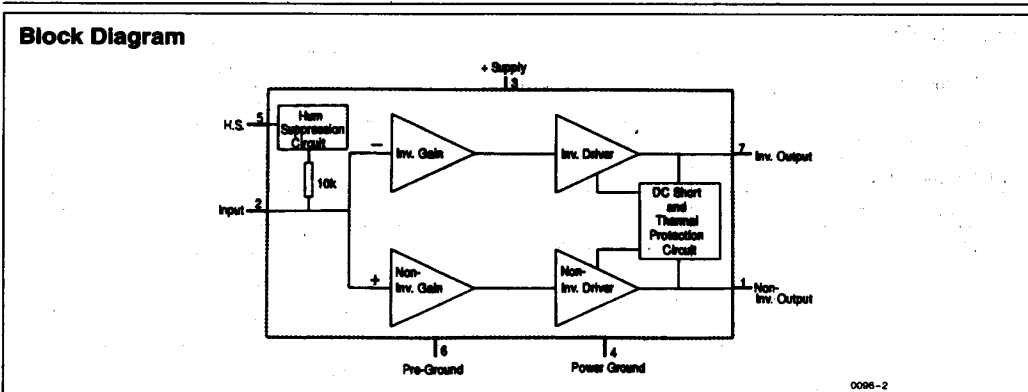 Block Diagram
+ Supply
3
5
H.S.
Hum
Suppression
Circuit
10k
2
Input
−
Inv. Gain
Inv. Driver
7
Inv. Output
DC Short
and
Thermal
Protection
Circuit
+
Non-
Inv. Gain
Non-
Inv. Driver
1
Non-
Inv. Output
6
Pre-Ground
4
Power Ground
0096-2